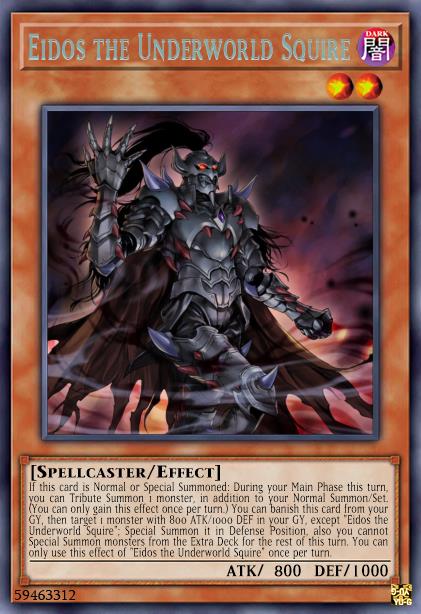 Eidos the Underworld Squire
DARK
闇
[Spellcaster/Effect]
If this card is Normal or Special Summoned: During your Main Phase this turn,
you can Tribute Summon 1 monster, in addition to your Normal Summon/Set.
(You can only gain this effect once per turn.) You can banish this card from your
GY, then target 1 monster with 800 ATK/1000 DEF in your GY, except "Eidos the
Underworld Squire"; Special Summon it in Defense Position, also you cannot
Special Summon monsters from the Extra Deck for the rest of this turn. You can
only use this effect of "Eidos the Underworld Squire" once per turn.
ATK/ 800 DEF/1000
59463312